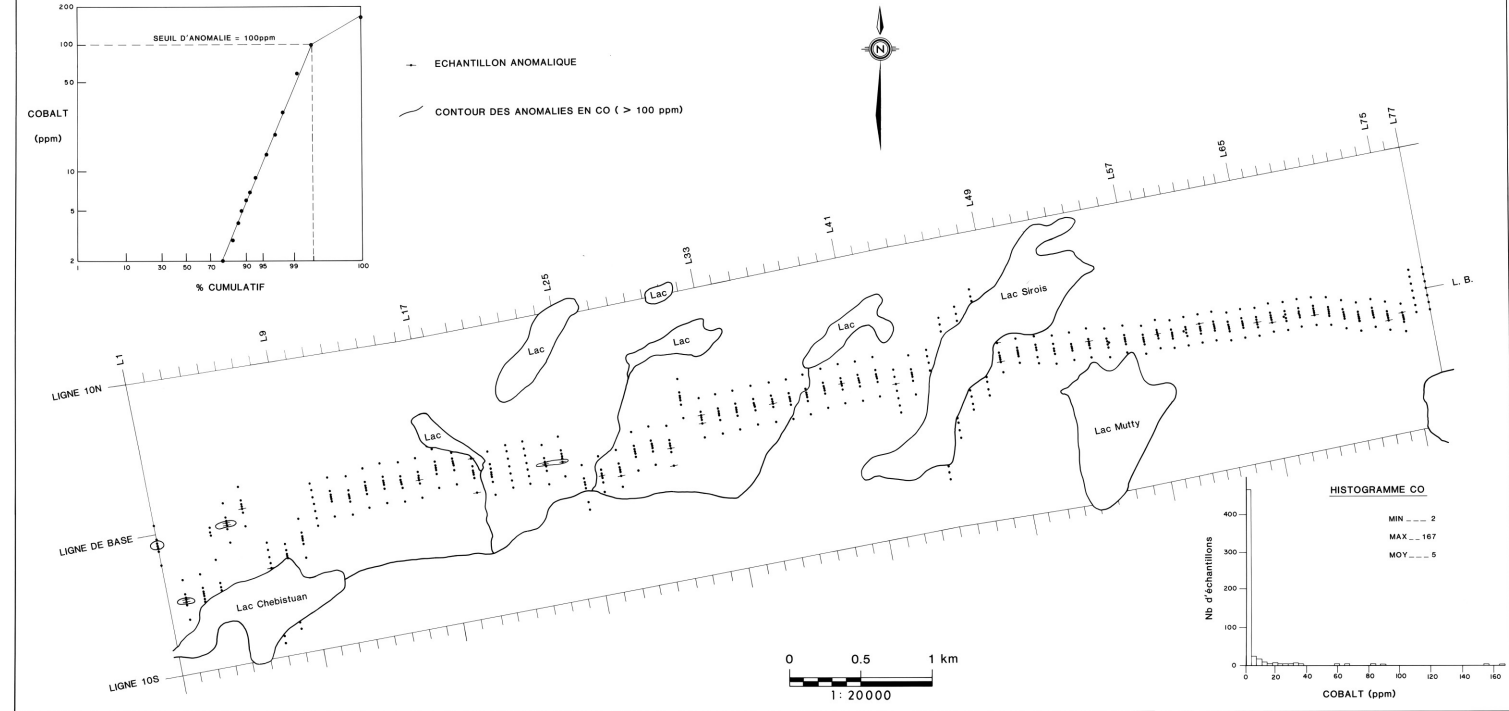 200
SEUIL D'ANOMALIE = 100ppm
100
50
COBALT
(ppm)
10
5
2
1 10 30 50 70 90 95 99 100
% CUMULATIF
ECHANTILLON ANOMALIQUE
CONTOUR DES ANOMALIES EN CO ( > 100 ppm)
N
L1
L9
L17
L25
L33
L41
L49
L57
L65
L75
L77
LIGNE 10N
LIGNE DE BASE
LIGNE 10S
L. B.
Lac
Lac
Lac
Lac
Lac
Lac Sirois
Lac Mutty
Lac Chebistuan
0 0.5 1 km
1: 20000
HISTOGRAMME CO
MIN ___ 2
MAX __ 167
MOY ___ 5
Nb d'échantillons
400
300
200
100
0
0 20 40 60 80 100 120 140 160
COBALT (ppm)